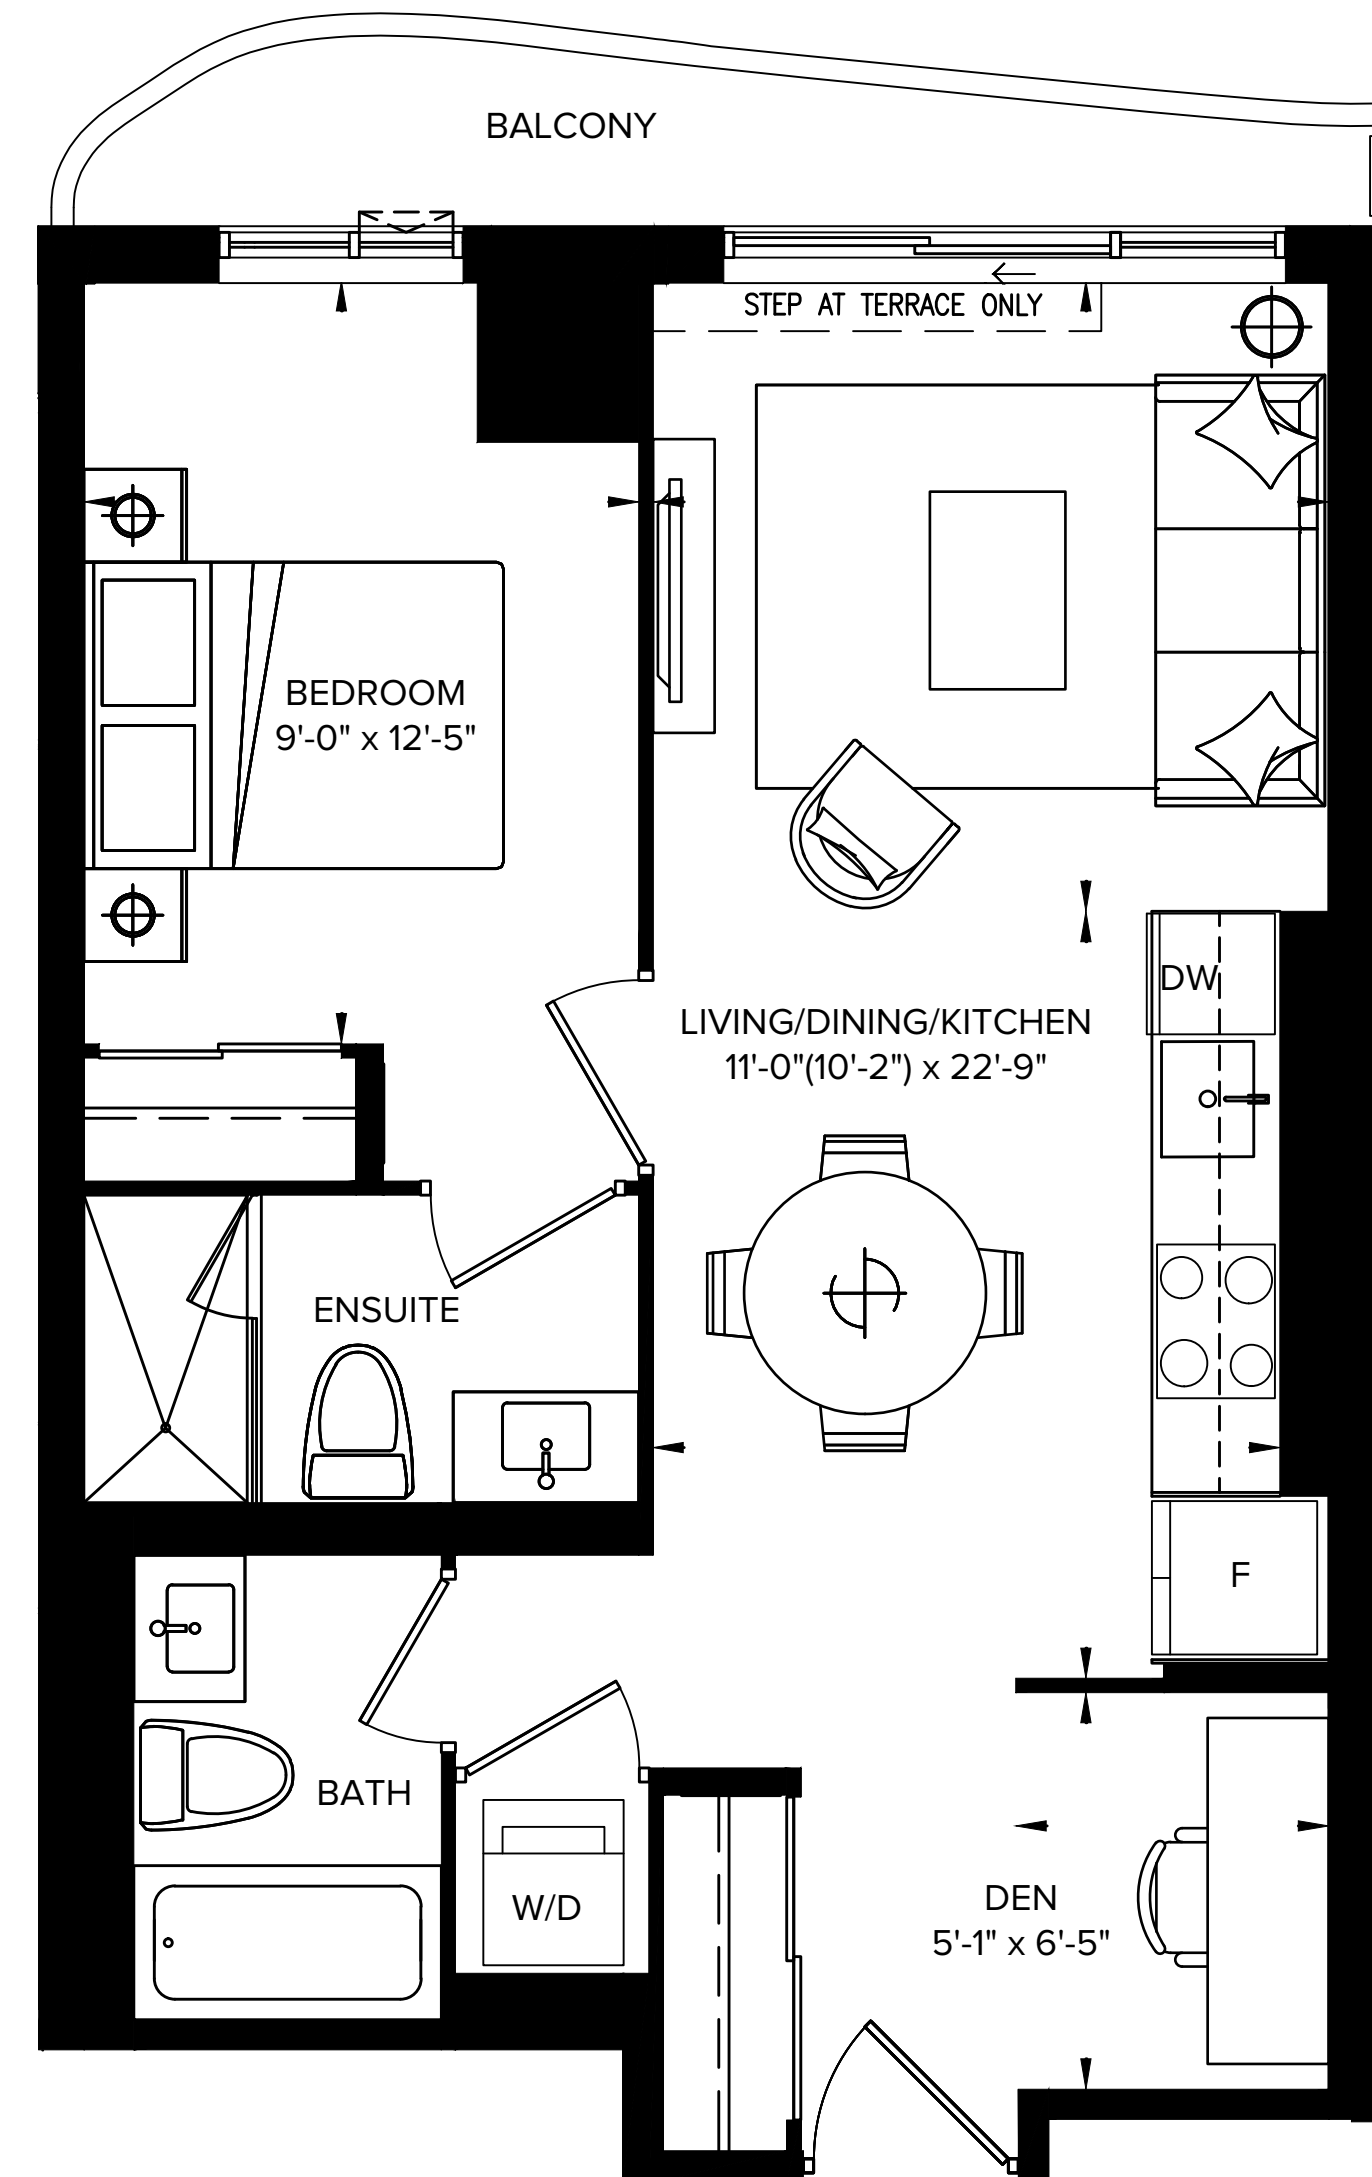 BALCONY
STEP AT TERRACE ONLY
BEDROOM
9'-0" x 12'-5"
DW
LIVING/DINING/KITCHEN
11'-0"(10'-2") x 22'-9"
ENSUITE
F
BATH
W/D
DEN
5'-1" x 6'-5"